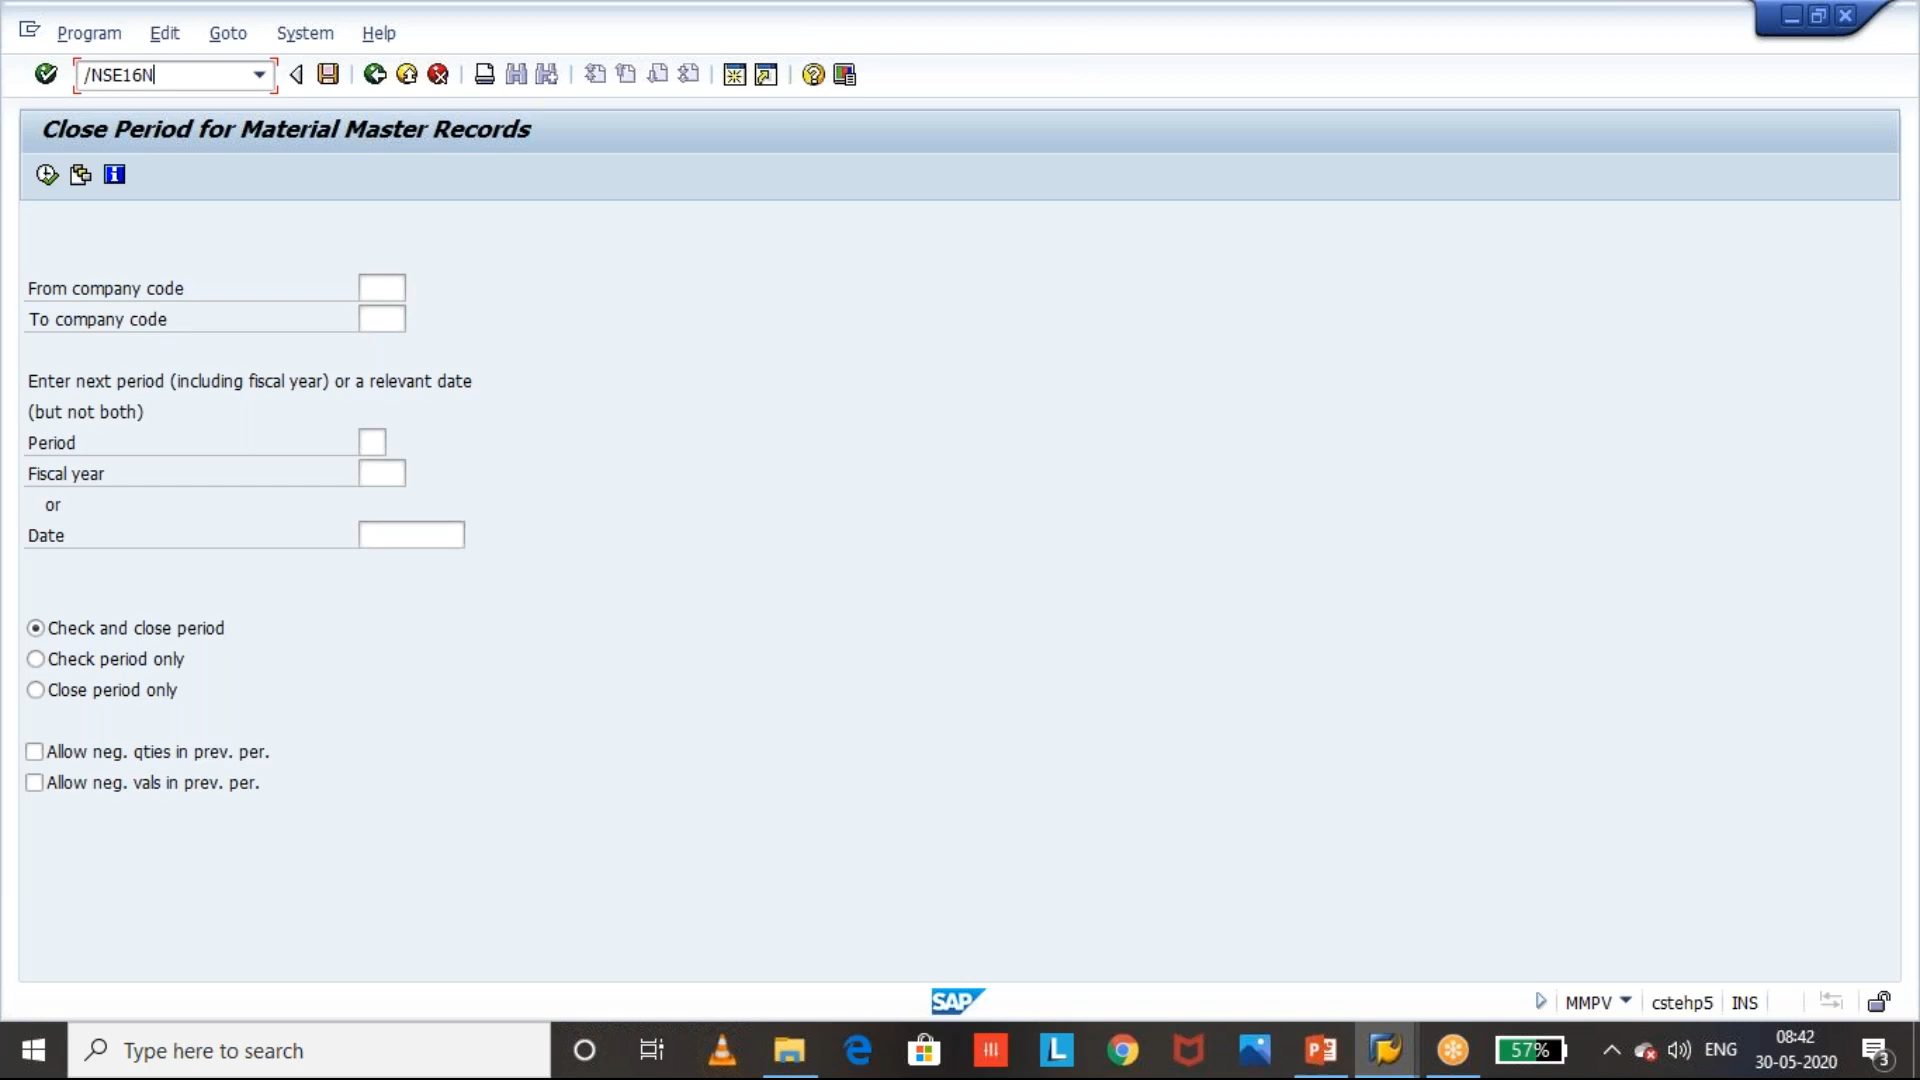 Program Edit Goto System Help
/NSE16N
Close Period for Material Master Records
From company code
To company code
Enter next period (including fiscal year) or a relevant date
(but not both)
Period
Fiscal year
or
Date
Check and close period
Check period only
Close period only
Allow neg. qties in prev. per.
Allow neg. vals in prev. per.
SAP
MMPV cstehp5 INS
Type here to search
57%
ENG
08:42
30-05-2020
3